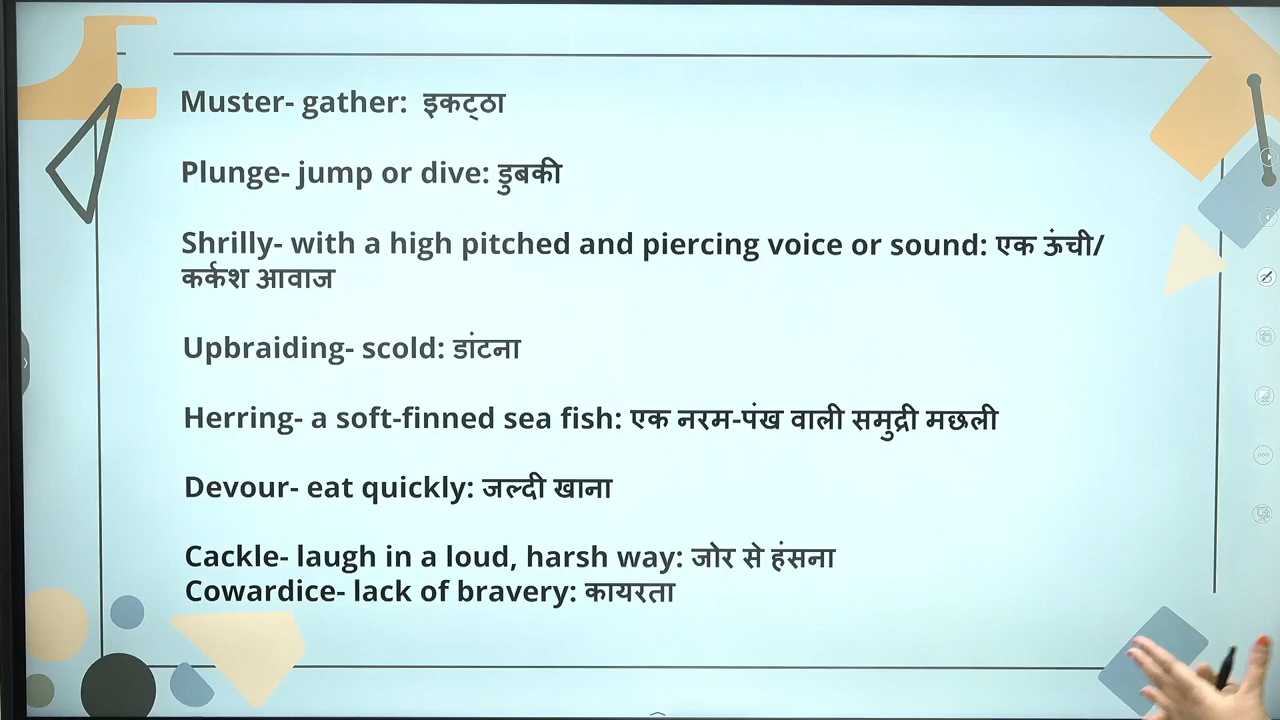 Muster- gather: इकट्ठा
Plunge- jump or dive: डुबकी
Shrilly- with a high pitched and piercing voice or sound: एक ऊंची/
कर्कश आवाज
Upbraiding- scold: डांटना
Herring- a soft-finned sea fish: एक नरम-पंख वाली समुद्री मछली
Devour- eat quickly: जल्दी खाना
Cackle- laugh in a loud, harsh way: जोर से हंसना
Cowardice- lack of bravery: कायरता